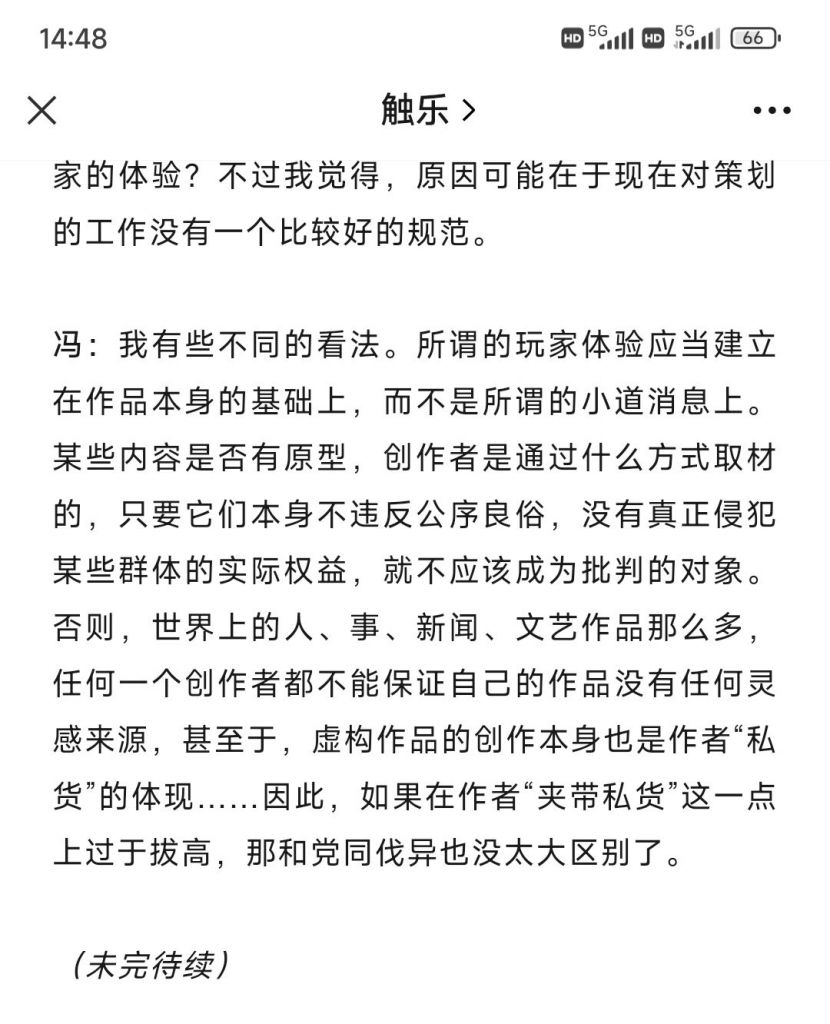 14:48
HD 5G HD 5G 66
触乐
家的体验？不过我觉得，原因可能在于现在对策划
的工作没有一个比较好的规范。
冯：我有些不同的看法。所谓的玩家体验应当建立
在作品本身的基础上，而不是所谓的小道消息上。
某些内容是否有原型，创作者是通过什么方式取材
的，只要它们本身不违反公序良俗，没有真正侵犯
某些群体的实际权益，就不应该成为批判的对象。
否则，世界上的人、事、新闻、文艺作品那么多，
任何一个创作者都不能保证自己的作品没有任何灵
感来源，甚至于，虚构作品的创作本身也是作者“私
货”的体现……因此，如果在作者“夹带私货”这一点
上过于拔高，那和党同伐异也没太大区别了。
（未完待续）